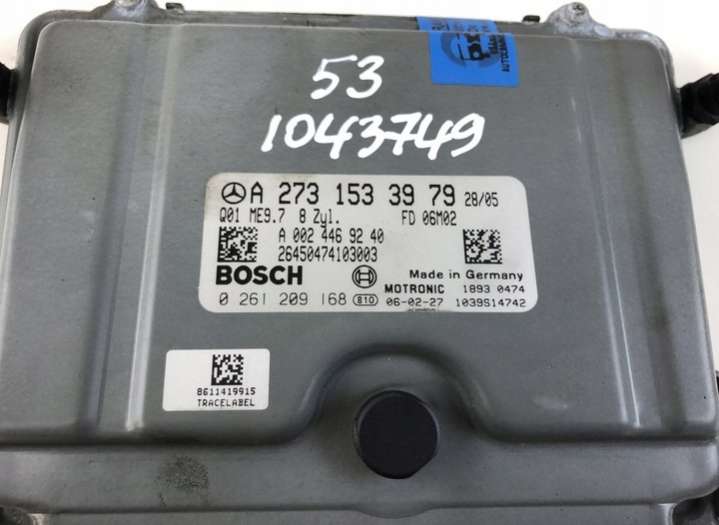 53
1043749
A 273 153 39 79 28/05
Q01 ME9.7 8 Zyl. FD 06M02
A 002 446 92 40
26450474103003
BOSCH Made in Germany
MOTRONIC 1893 0474
0 261 209 168 810 06-02-27 1039S14742
8611419915
TRACELABEL